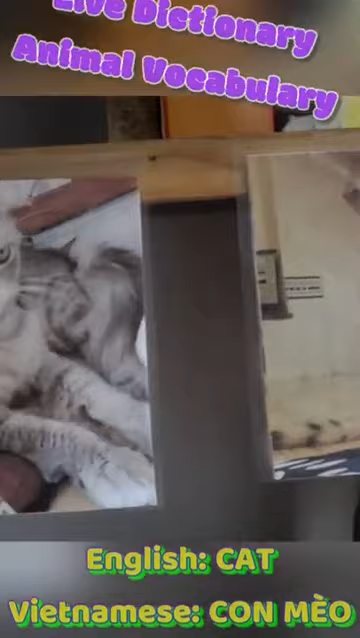 Live Dictionary
Animal Vocabulary
English: CAT
Vietnamese: CON MÈO